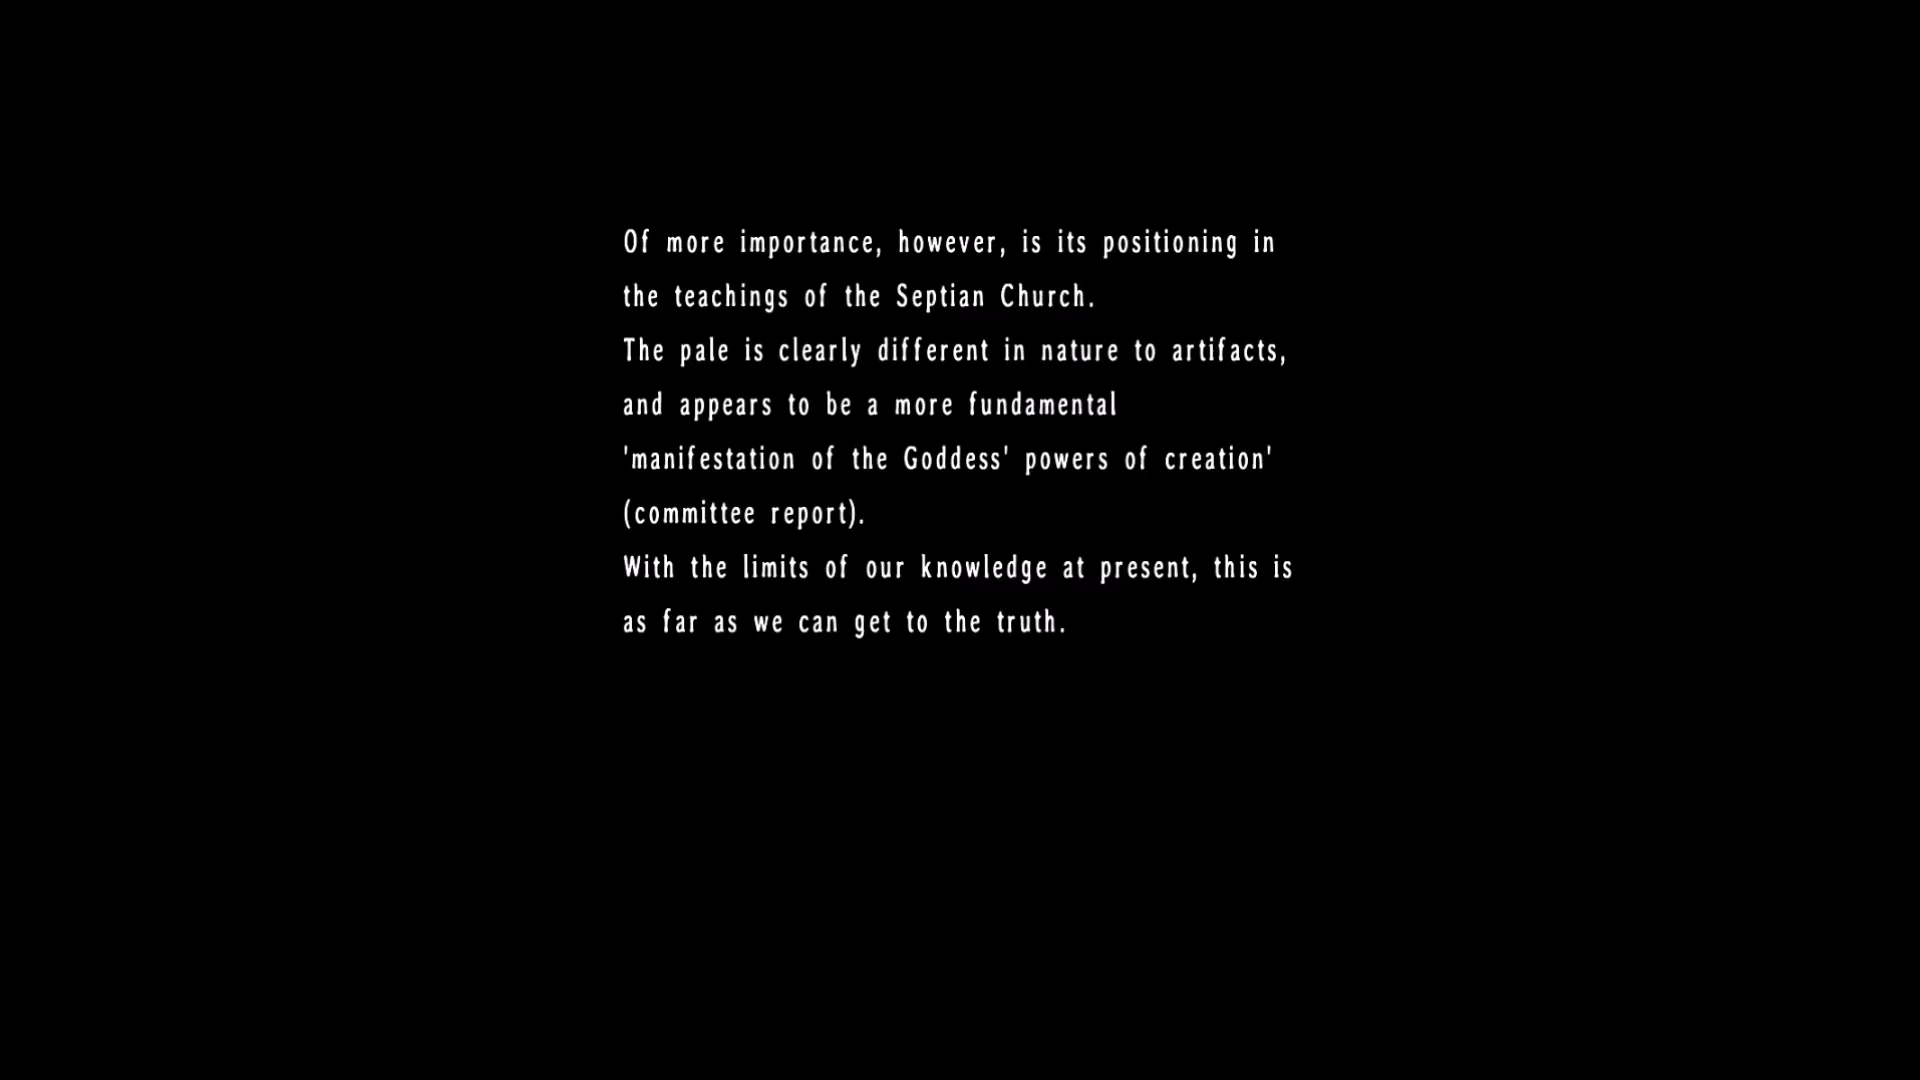 Of more importance, however, is its positioning in
the teachings of the Septian Church.
The pale is clearly different in nature to artifacts,
and appears to be a more fundamental
'manifestation of the Goddess' powers of creation'
(committee report).
With the limits of our knowledge at present, this is
as far as we can get to the truth.